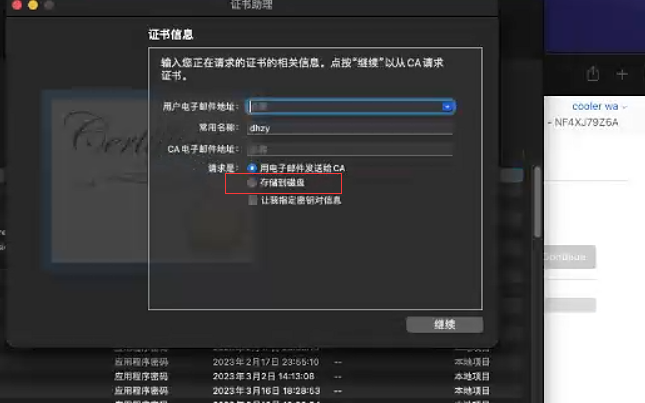 证书助理
证书信息
输入您正在请求的证书的相关信息。点按“继续”以从CA请求
证书。
用户电子邮件地址:
常用名称: dhzy
CA电子邮件地址:
请求是: 用电子邮件发送给CA
存储到磁盘
让我指定密钥对信息
继续
cooler wa
- NF4XJ79Z6A
Continue
应用程序密码 2023年2月17日 23:55:10 -- 本地项目
应用程序密码 2023年3月2日 14:13:08 -- 本地项目
应用程序密码 2023年3月16日 18:28:53 -- 本地项目